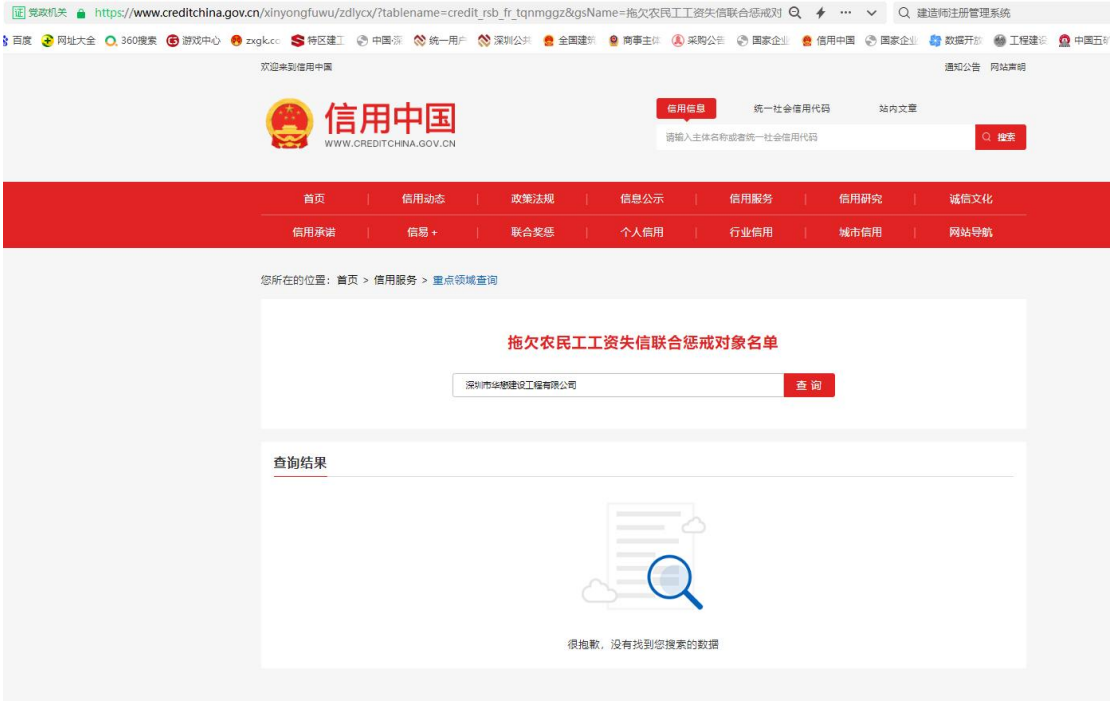 证 党政机关 https://www.creditchina.gov.cn/xinyongfuwu/zdlycx/?tablename=credit_rsb_fr_tqnmggz&gsName=拖欠农民工工资失信联合惩戒对 ··· 建造师注册管理系统
百度 网址大全 360搜索 游戏中心 zxgk.cc 特区建工 中国·深 统一用户 深圳公共 全国建筑 商事主体 采购公告 国家企业 信用中国 国家企业 数据开放 工程建设 中国五矿
欢迎来到信用中国 通知公告 网站声明
信用中国
WWW.CREDITCHINA.GOV.CN
信用信息 统一社会信用代码 站内文章
请输入主体名称或者统一社会信用代码 搜索
首页 | 信用动态 | 政策法规 | 信息公示 | 信用服务 | 信用研究 | 诚信文化
信用承诺 | 信易+ | 联合奖惩 | 个人信用 | 行业信用 | 城市信用 | 网站导航
您所在的位置：首页 > 信用服务 > 重点领域查询
拖欠农民工工资失信联合惩戒对象名单
深圳市华懋建设工程有限公司 查询
查询结果
很抱歉，没有找到您搜索的数据